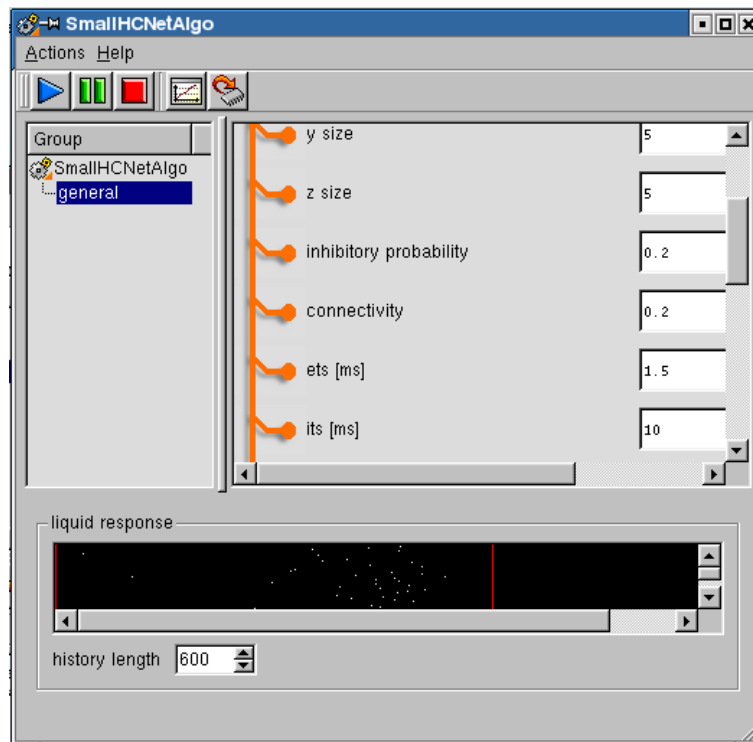 SmallHCNetAlgo
Actions Help
Group
SmallHCNetAlgo
general
y size 5
z size 5
inhibitory probability 0.2
connectivity 0.2
ets [ms] 1.5
its [ms] 10
liquid response
history length 600